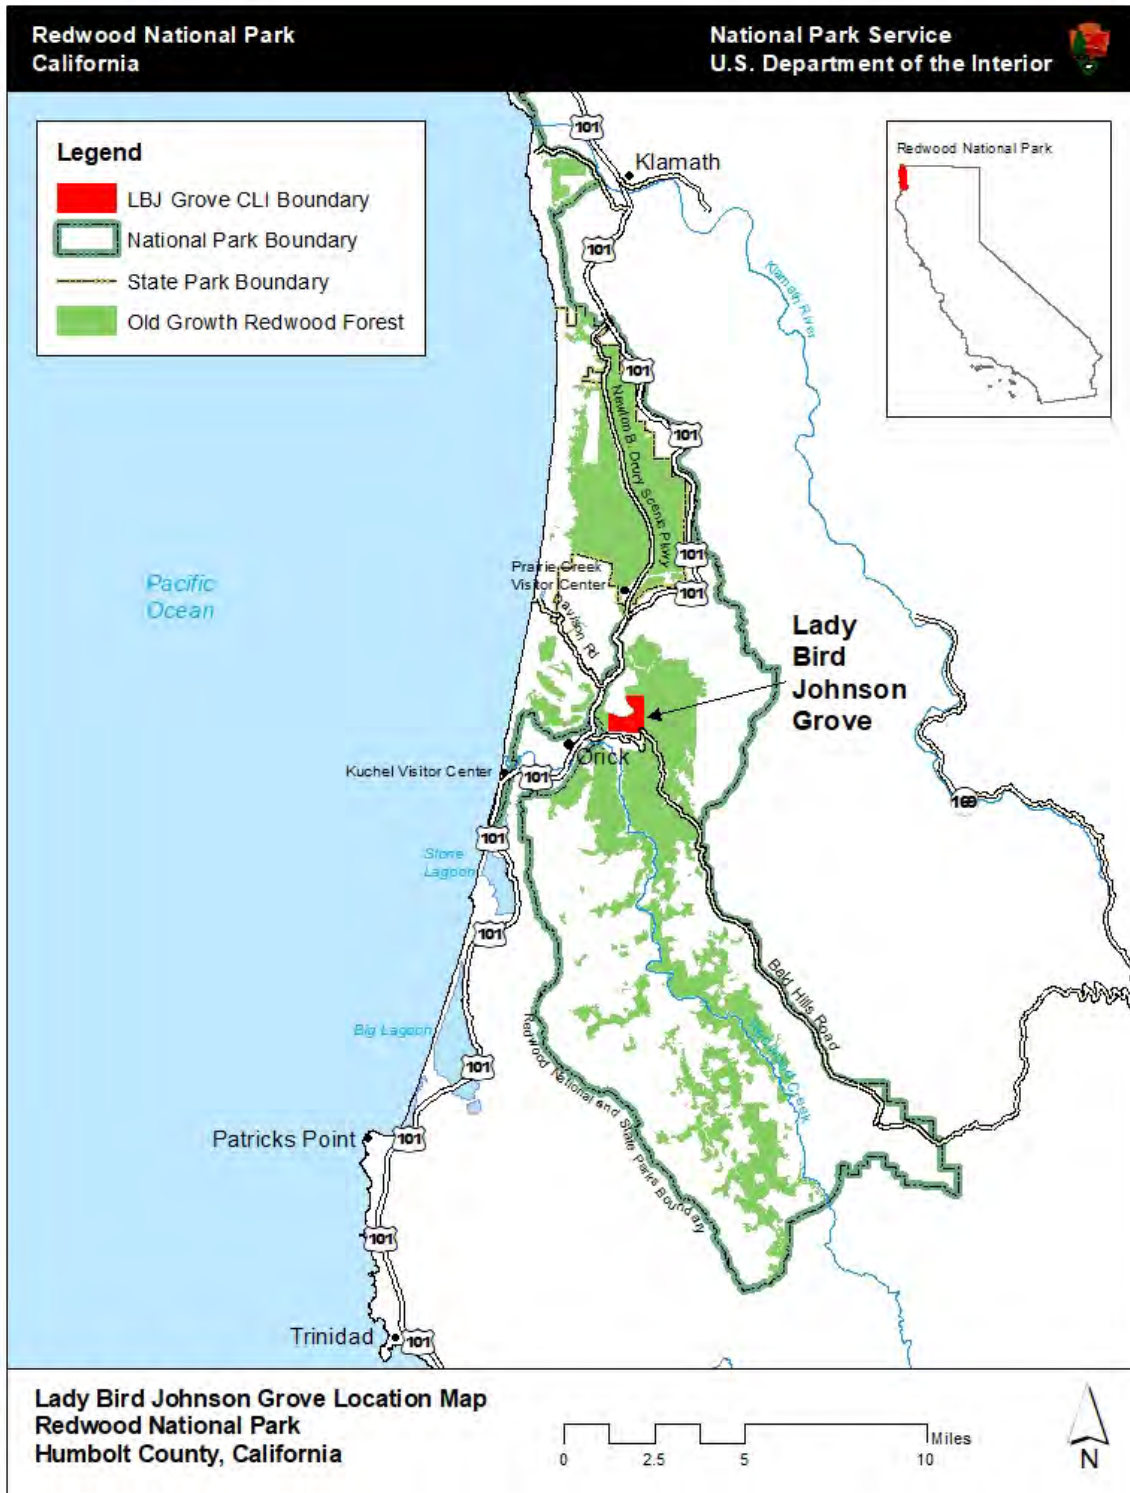 Redwood National Park
California
National Park Service
U.S. Department of the Interior
Legend
LBJ Grove CLI Boundary
National Park Boundary
State Park Boundary
Old Growth Redwood Forest
Redwood National Park
101
Klamath
101
Klamath River
101
Newton B. Drury Scenic Pkwy
101
101
Prairie Creek
Visitor Center
101
Davison Rd
Pacific
Ocean
Lady
Bird
Johnson
Grove
Orick
Kuchel Visitor Center
101
169
101
Stone
Lagoon
101
Bald Hills Road
Big Lagoon
Redwood National and State Parks Boundary
Redwood Creek
101
Patricks Point
101
101
Trinidad
101
Lady Bird Johnson Grove Location Map
Redwood National Park
Humbolt County, California
Miles
0 2.5 5 10
N